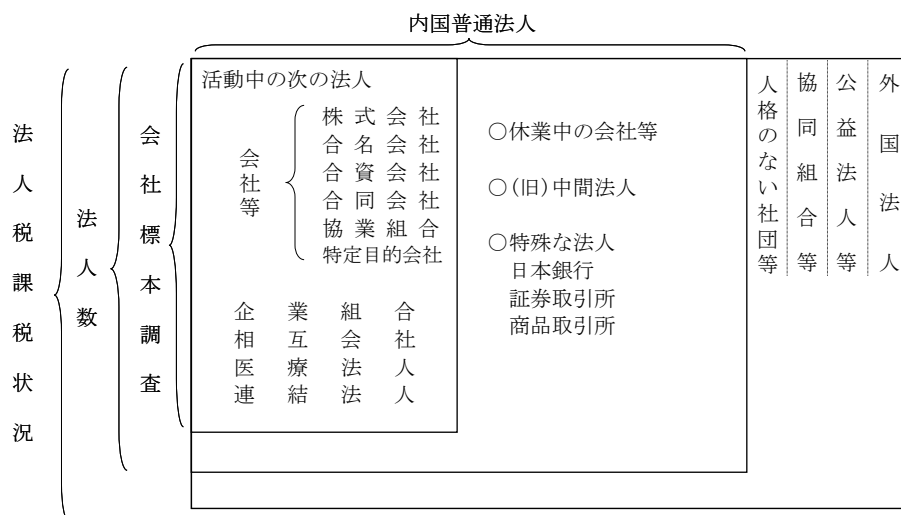 内国普通法人
法人税課税状況
法人数
会社標本調査
活動中の次の法人
会社等
株式会社
合名会社
合資会社
合同会社
協業組合
特定目的会社
企業組合
相互会社
医療法人
連結法人
○休業中の会社等
○(旧)中間法人
○特殊な法人
日本銀行
証券取引所
商品取引所
人格のない社団等
協同組合等
公益法人等
外国法人